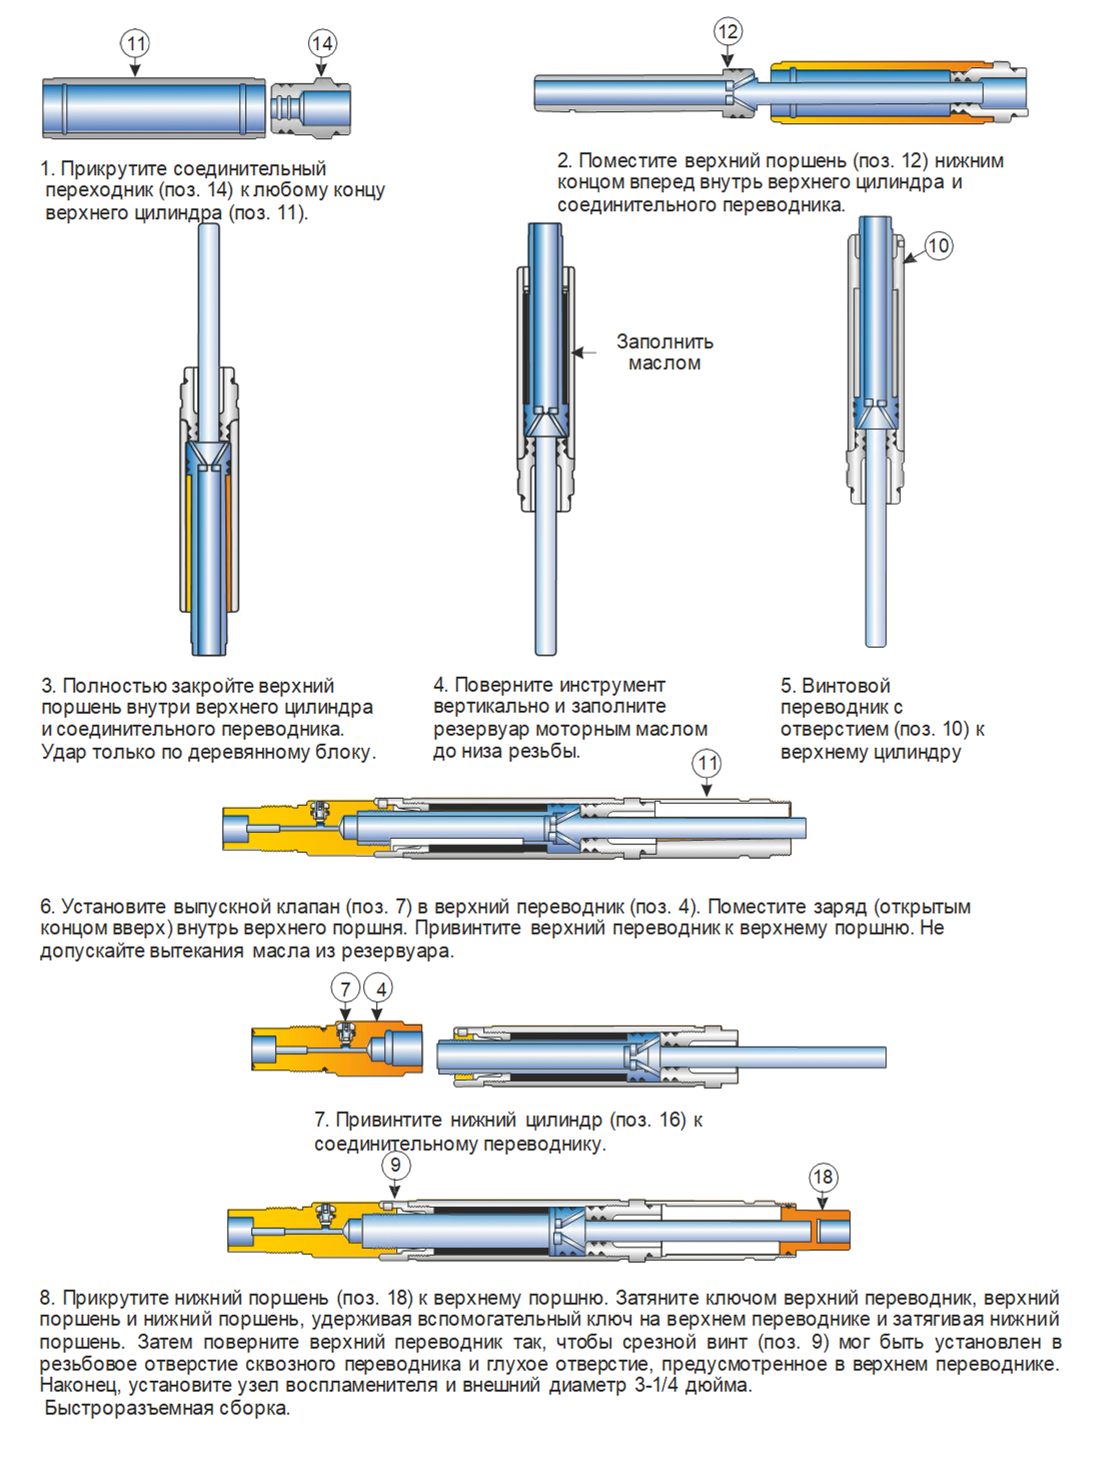 11
14
12
1. Прикрутите соединительный
переходник (поз. 14) к любому концу
верхнего цилиндра (поз. 11).
2. Поместите верхний поршень (поз. 12) нижним
концом вперед внутрь верхнего цилиндра и
соединительного переводника.
10
Заполнить
маслом
3. Полностью закройте верхний
поршень внутри верхнего цилиндра
и соединительного переводника.
Удар только по деревянному блоку.
4. Поверните инструмент
вертикально и заполните
резервуар моторным маслом
до низа резьбы.
5. Винтовой
переводник с
отверстием (поз. 10) к
верхнему цилиндру
11
6. Установите выпускной клапан (поз. 7) в верхний переводник (поз. 4). Поместите заряд (открытым
концом вверх) внутрь верхнего поршня. Привинтите верхний переводник к верхнему поршню. Не
допускайте вытекания масла из резервуара.
7
4
7. Привинтите нижний цилиндр (поз. 16) к
соединительному переводнику.
9
18
8. Прикрутите нижний поршень (поз. 18) к верхнему поршню. Затяните ключом верхний переводник, верхний
поршень и нижний поршень, удерживая вспомогательный ключ на верхнем переводнике и затягивая нижний
поршень. Затем поверните верхний переводник так, чтобы срезной винт (поз. 9) мог быть установлен в
резьбовое отверстие сквозного переводника и глухое отверстие, предусмотренное в верхнем переводнике.
Наконец, установите узел воспламенителя и внешний диаметр 3-1/4 дюйма.
Быстроразъемная сборка.